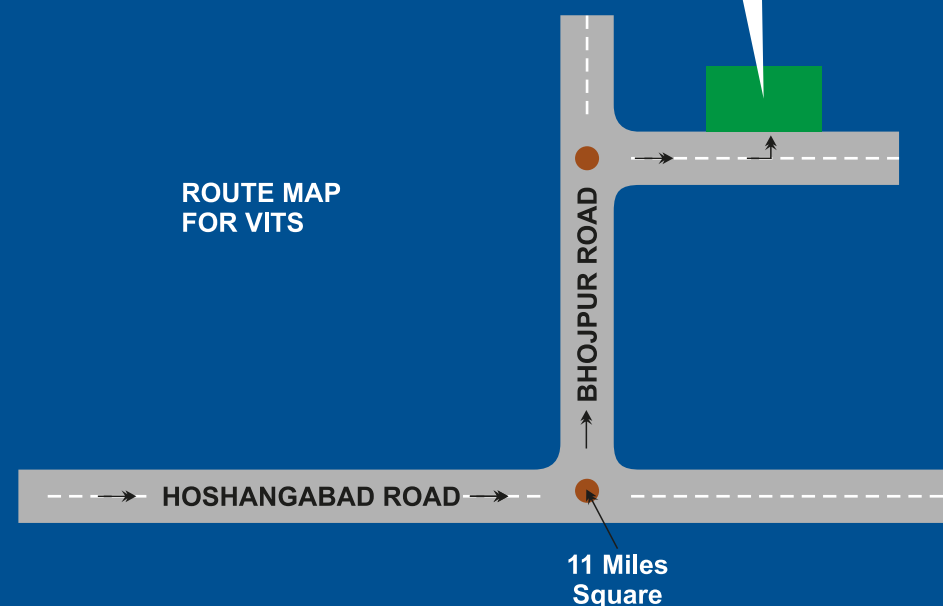 ROUTE MAP
FOR VITS
BHOJPUR ROAD
HOSHANGABAD ROAD
11 Miles
Square